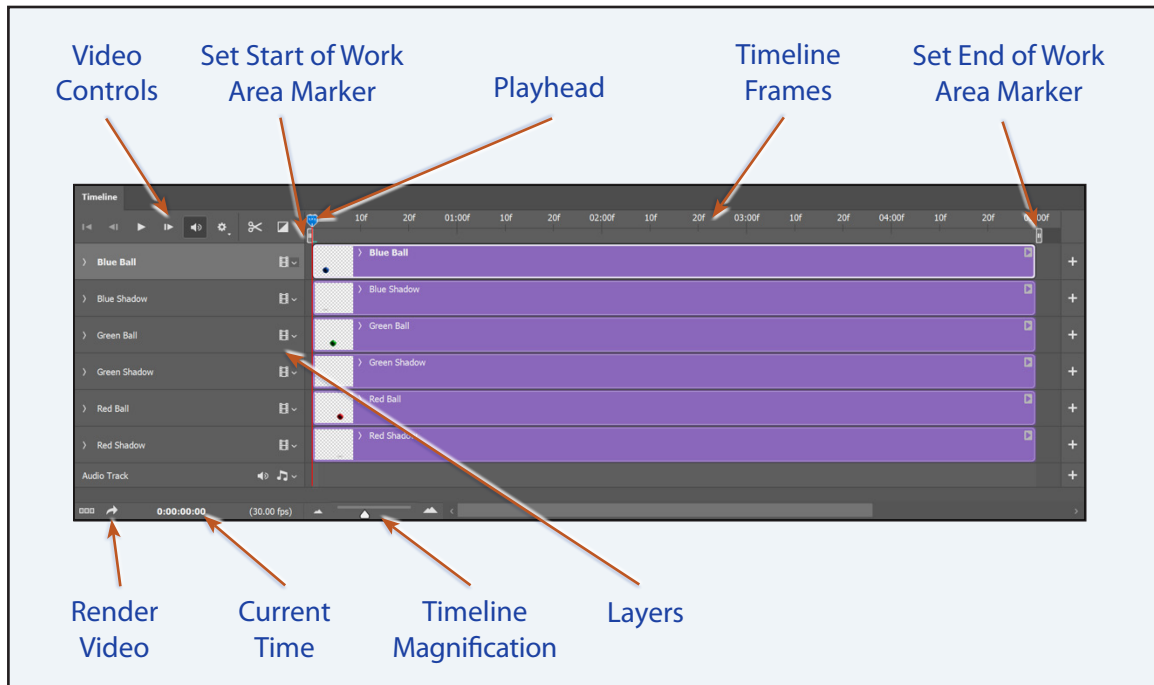 Video
Controls
Set Start of Work
Area Marker
Playhead
Timeline
Frames
Set End of Work
Area Marker
Timeline
10f 20f 01:00f 10f 20f 02:00f 10f 20f 03:00f 10f 20f 04:00f 10f 20f
Blue Ball
Blue Ball
Blue Shadow
Blue Shadow
Green Ball
Green Ball
Green Shadow
Green Shadow
Red Ball
Red Ball
Red Shadow
Red Shadow
Audio Track
0:00:00:00 (30.00 fps)
Render
Video
Current
Time
Timeline
Magnification
Layers